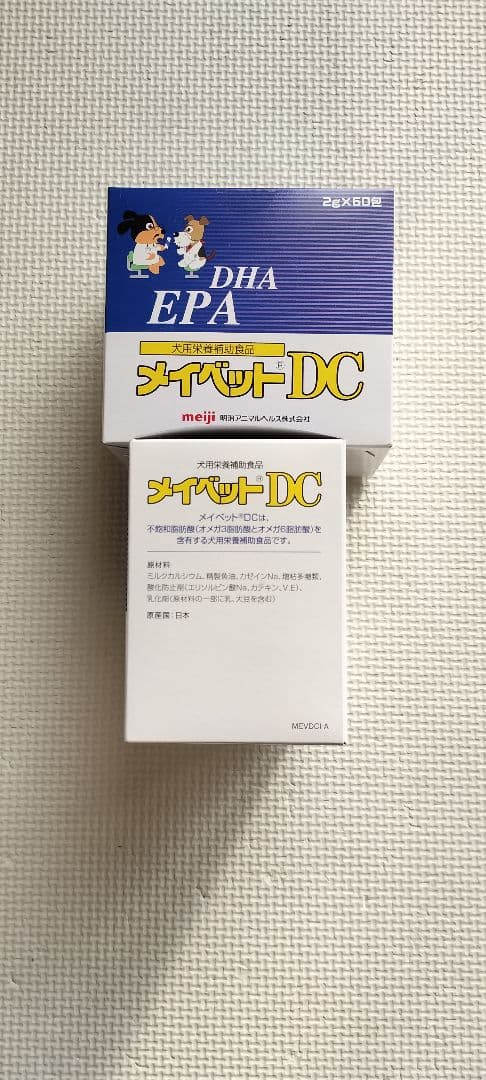 2g×60包
DHA
EPA
犬用栄養補助食品
メイベット®DC
meiji 明治アニマルヘルス株式会社
犬用栄養補助食品
メイベット®DC
メイベット®DCは、
不飽和脂肪酸(オメガ3脂肪酸とオメガ6脂肪酸)を
含有する犬用栄養補助食品です。
原材料
ミルクカルシウム、精製魚油、カゼインNa、増粘多糖類、
酸化防止剤(エリソルビン酸Na、カテキン、V.E)、
乳化剤(原材料の一部に乳、大豆を含む)
原産国:日本
MEVDCI-A